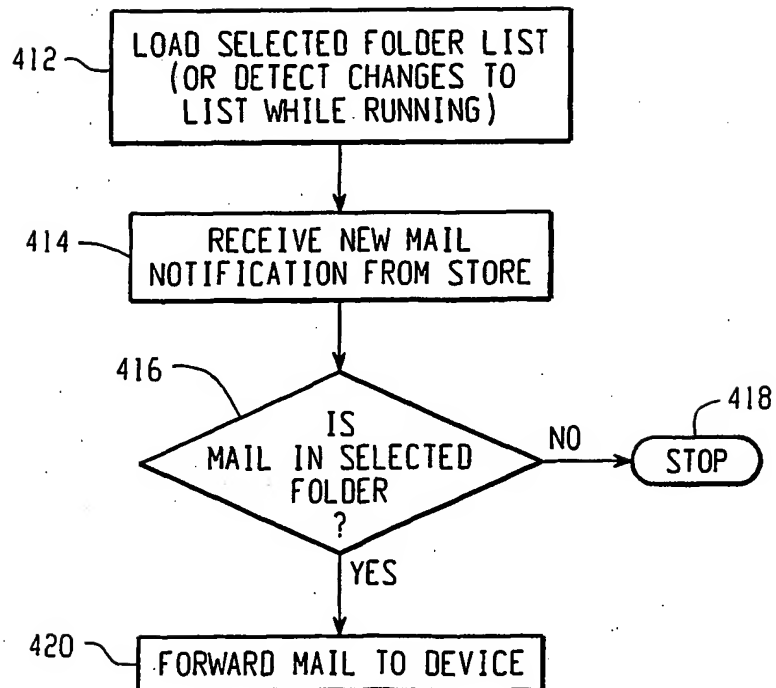 412
LOAD SELECTED FOLDER LIST
(OR DETECT CHANGES TO
LIST WHILE RUNNING)
414
RECEIVE NEW MAIL
NOTIFICATION FROM STORE
416
IS
MAIL IN SELECTED
FOLDER
?
NO
418
STOP
YES
420
FORWARD MAIL TO DEVICE